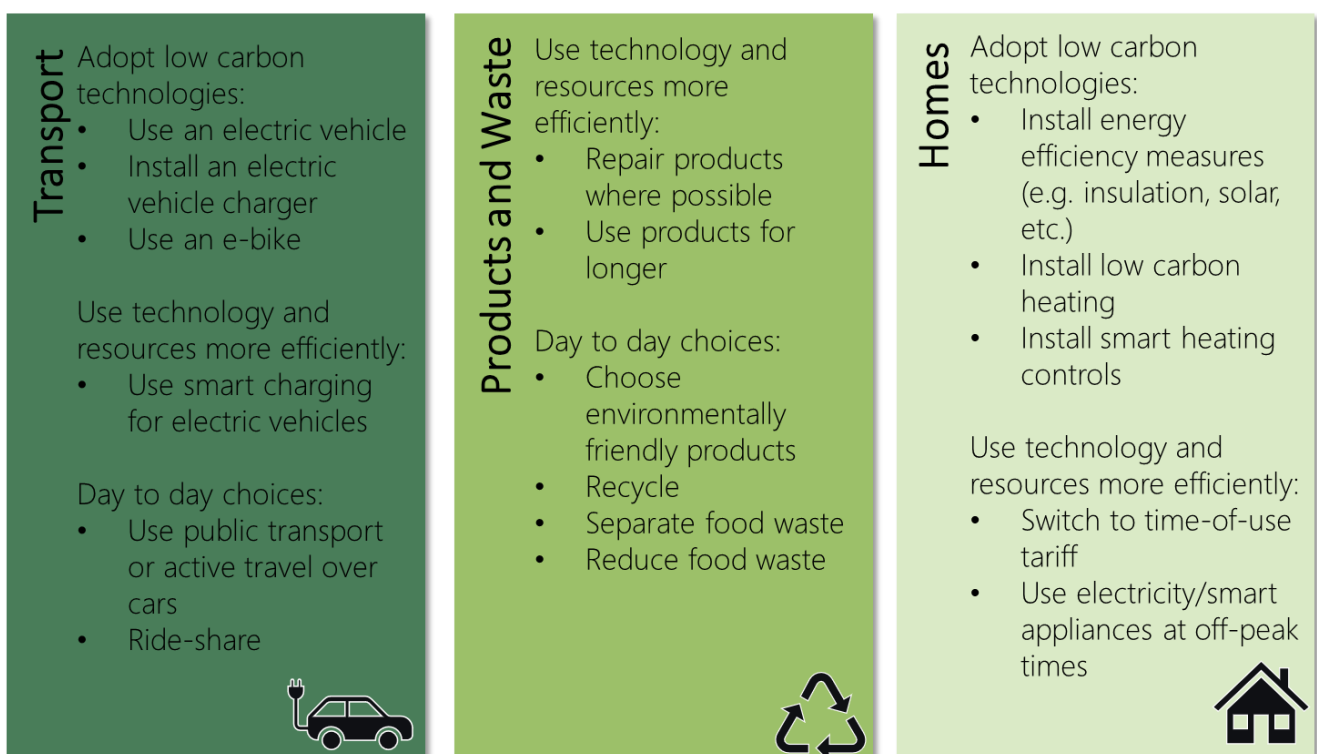 Transport
Adopt low carbon
technologies:
• Use an electric vehicle
• Install an electric
vehicle charger
• Use an e-bike
Use technology and
resources more efficiently:
• Use smart charging
for electric vehicles
Day to day choices:
• Use public transport
or active travel over
cars
• Ride-share
Products and Waste
Use technology and
resources more
efficiently:
• Repair products
where possible
• Use products for
longer
Day to day choices:
• Choose
environmentally
friendly products
• Recycle
• Separate food waste
• Reduce food waste
Homes
Adopt low carbon
technologies:
• Install energy
efficiency measures
(e.g. insulation, solar,
etc.)
• Install low carbon
heating
• Install smart heating
controls
Use technology and
resources more efficiently:
• Switch to time-of-use
tariff
• Use electricity/smart
appliances at off-peak
times